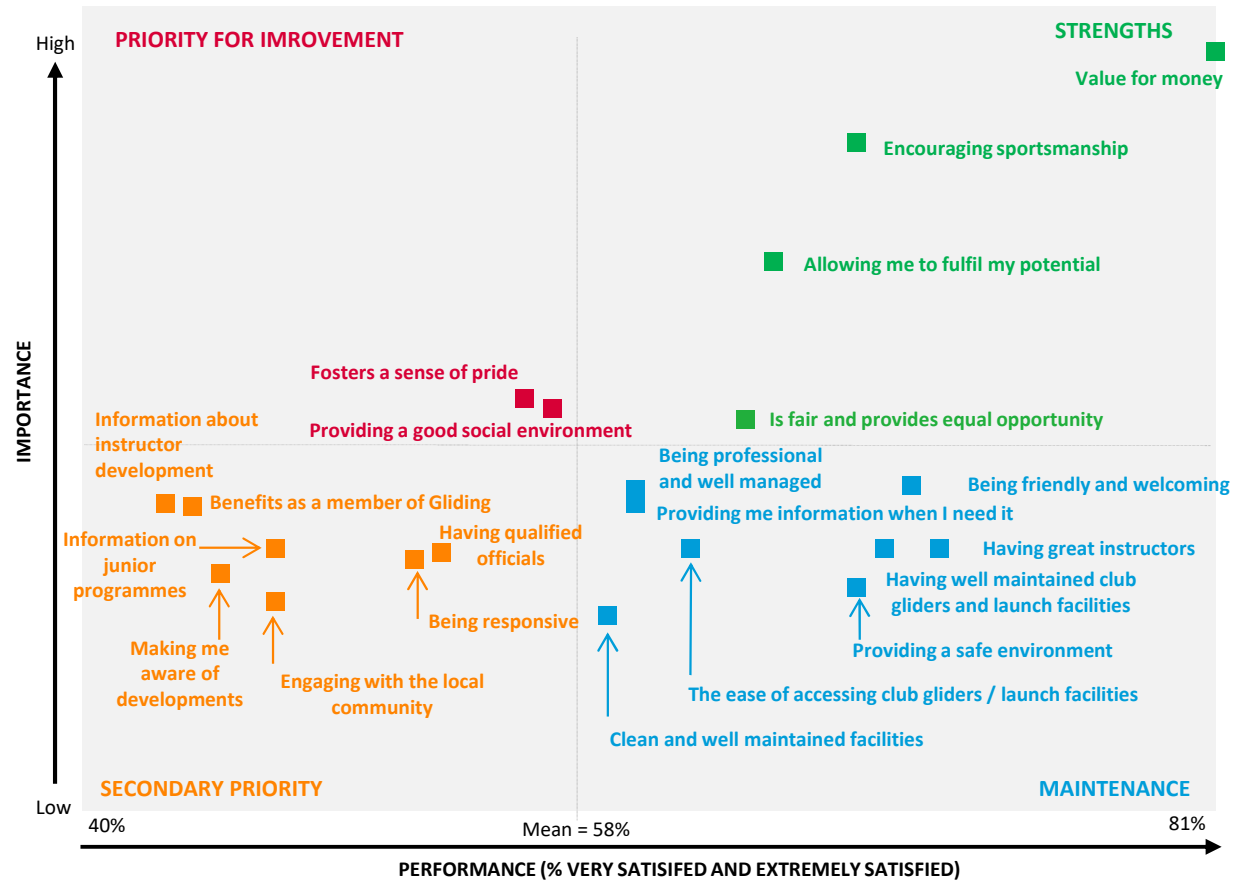 High
PRIORITY FOR IMROVEMENT
STRENGTHS
Value for money
Encouraging sportsmanship
Allowing me to fulfil my potential
IMPORTANCE
Fosters a sense of pride
Providing a good social environment
Is fair and provides equal opportunity
Information about
instructor
development
Benefits as a member of Gliding
Being professional
and well managed
Being friendly and welcoming
Providing me information when I need it
Information on
junior
programmes
Having qualified
officials
Having great instructors
Having well maintained club
gliders and launch facilities
Being responsive
Making me
aware of
developments
Engaging with the local
community
Providing a safe environment
The ease of accessing club gliders / launch facilities
Clean and well maintained facilities
SECONDARY PRIORITY
MAINTENANCE
Low
40%
Mean = 58%
81%
PERFORMANCE (% VERY SATISIFED AND EXTREMELY SATISFIED)